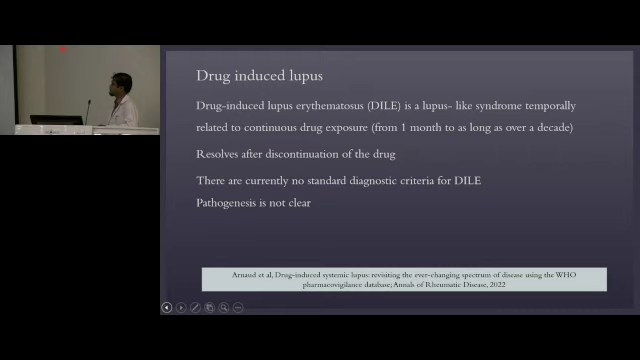 Drug induced lupus
Drug-induced lupus erythematosus (DILE) is a lupus- like syndrome temporally
related to continuous drug exposure (from 1 month to as long as over a decade)
Resolves after discontinuation of the drug
There are currently no standard diagnostic criteria for DILE
Pathogenesis is not clear
Arnaud et al, Drug-induced systemic lupus: revisiting the ever-changing spectrum of disease using the WHO
pharmacovigilance database; Annals of Rheumatic Disease, 2022